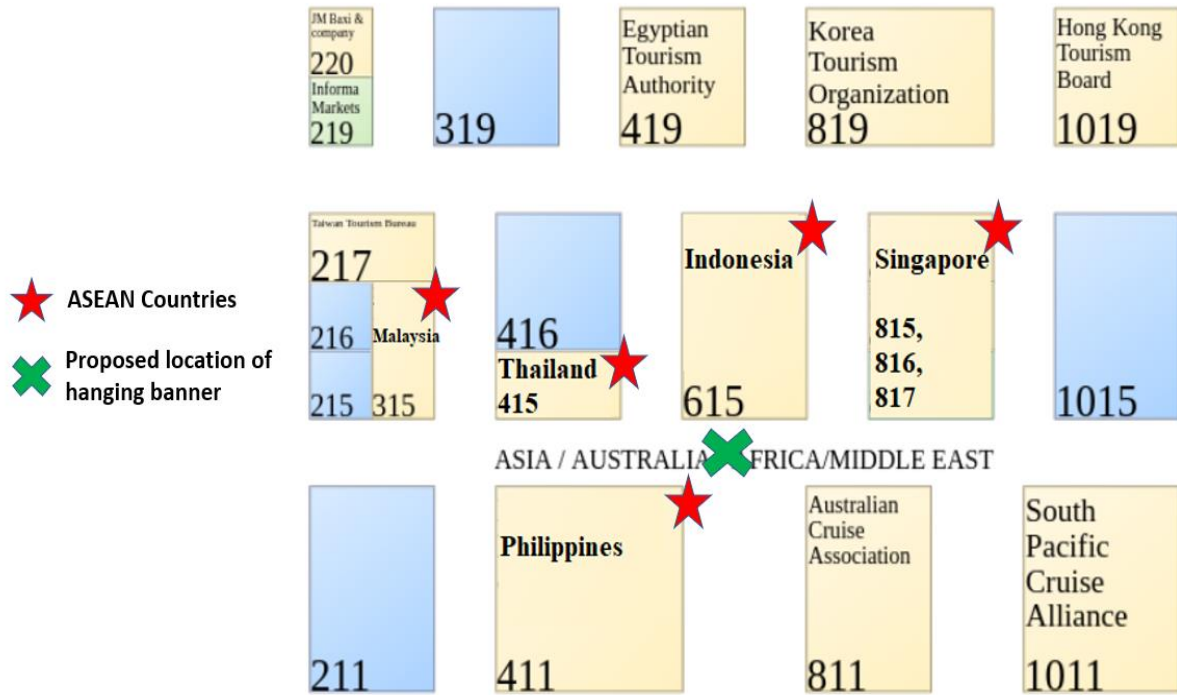 JM Baxi &
company
220
Informa
Markets
219
319
Egyptian
Tourism
Authority
419
Korea
Tourism
Organization
819
Hong Kong
Tourism
Board
1019
ASEAN Countries
Proposed location of
hanging banner
Taiwan Tourism Bureau
217
216
215
Malaysia
315
416
Thailand
415
Indonesia
615
Singapore
815,
816,
817
1015
ASIA / AUSTRALIA FRICA/MIDDLE EAST
211
Philippines
411
Australian
Cruise
Association
811
South
Pacific
Cruise
Alliance
1011